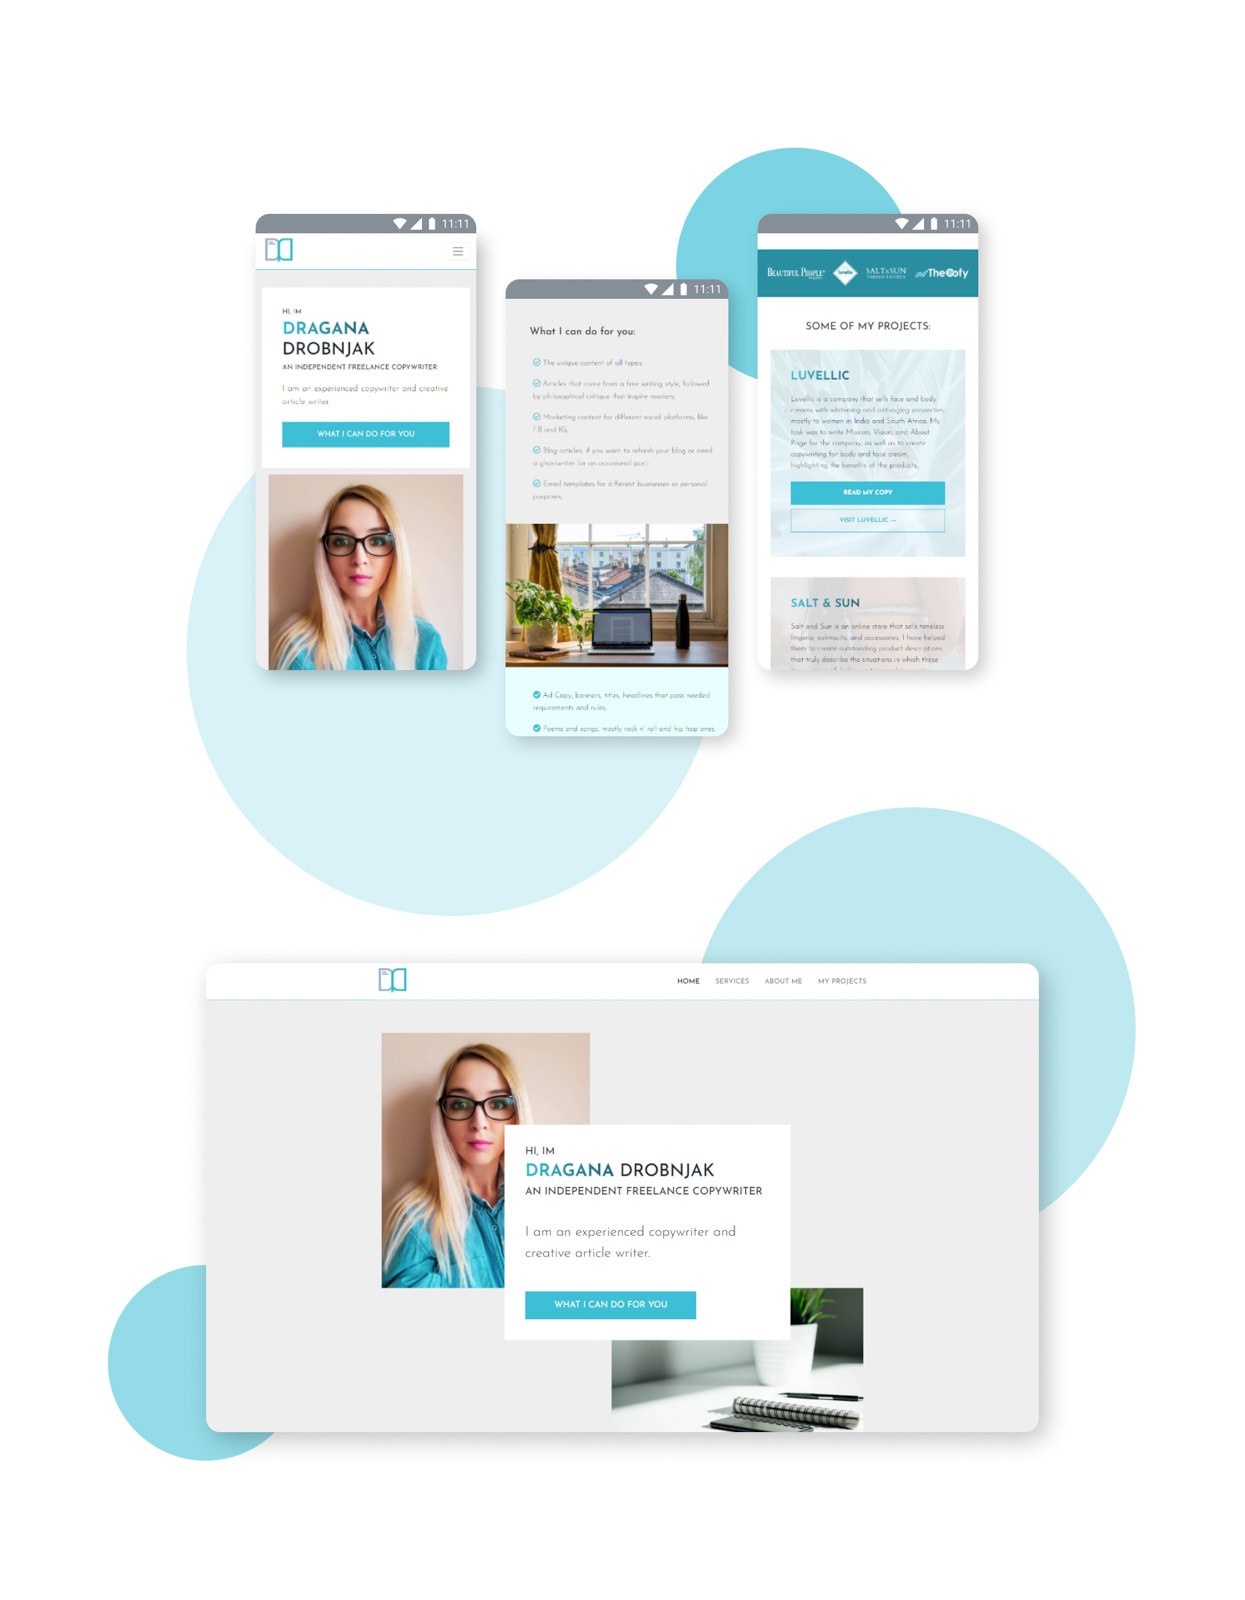 11:11
HI, IM
DRAGANA
DROBNJAK
AN INDEPENDENT FREELANCE COPYWRITER
I am an experienced copywriter and creative
article writer.
WHAT I CAN DO FOR YOU
11:11
What I can do for you:
The unique content of all types.
Articles that come from a free writing style, followed
by philosophical critique that inspire readers.
Marketing content for different social platforms, like
FB and IG.
Blog articles, if you want to refresh your blog or need
a ghostwriter for an occasional post.
Email templates for different businesses or personal
purposes.
Ad Copy, banners, titles, headlines that pass needed
requirements and rules.
Poems and songs, mostly rock n' roll and hip hop ones.
11:11
BEAUTIFUL PEOPLE
luvellic
SALT&SUN
and TheOofy
SOME OF MY PROJECTS:
LUVELLIC
Luvellic is a company that sells face and body
creams with whitening and anti-anging properties,
mostly to women in India and South Africa. My
task was to write Mission, Vision, and About
Page for the company, as well as to create
copywriting for body and face cream,
highlighting the benefits of the products.
READ MY COPY
VISIT LUVELLIC —
SALT & SUN
Salt and Sun is an online store that sells timeless
lingerie, swimsuits, and accessories. I have helped
them to create outstanding product descriptions
that truly describe the situations in which those
HOME SERVICES ABOUT ME MY PROJECTS
HI, IM
DRAGANA DROBNJAK
AN INDEPENDENT FREELANCE COPYWRITER
I am an experienced copywriter and
creative article writer.
WHAT I CAN DO FOR YOU